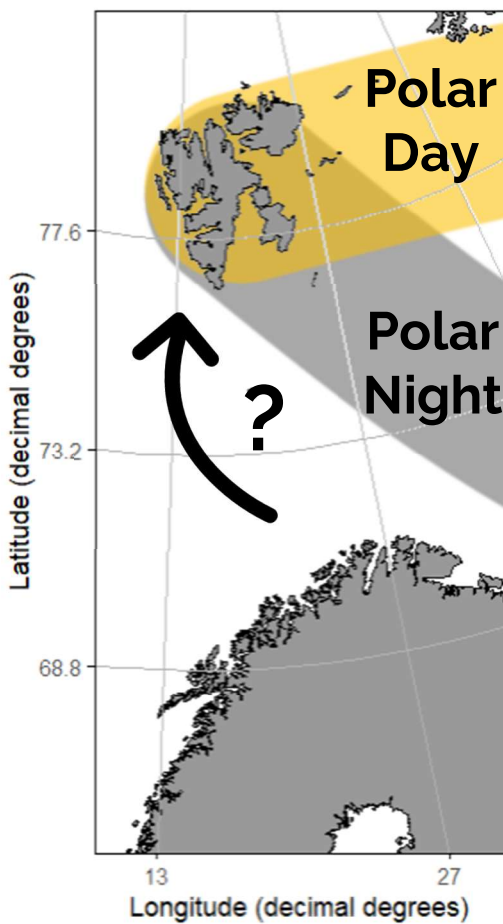 Polar
Day
77.6
Polar
Night
?
73.2
68.8
Latitude (decimal degrees)
13
27
Longitude (decimal degrees)